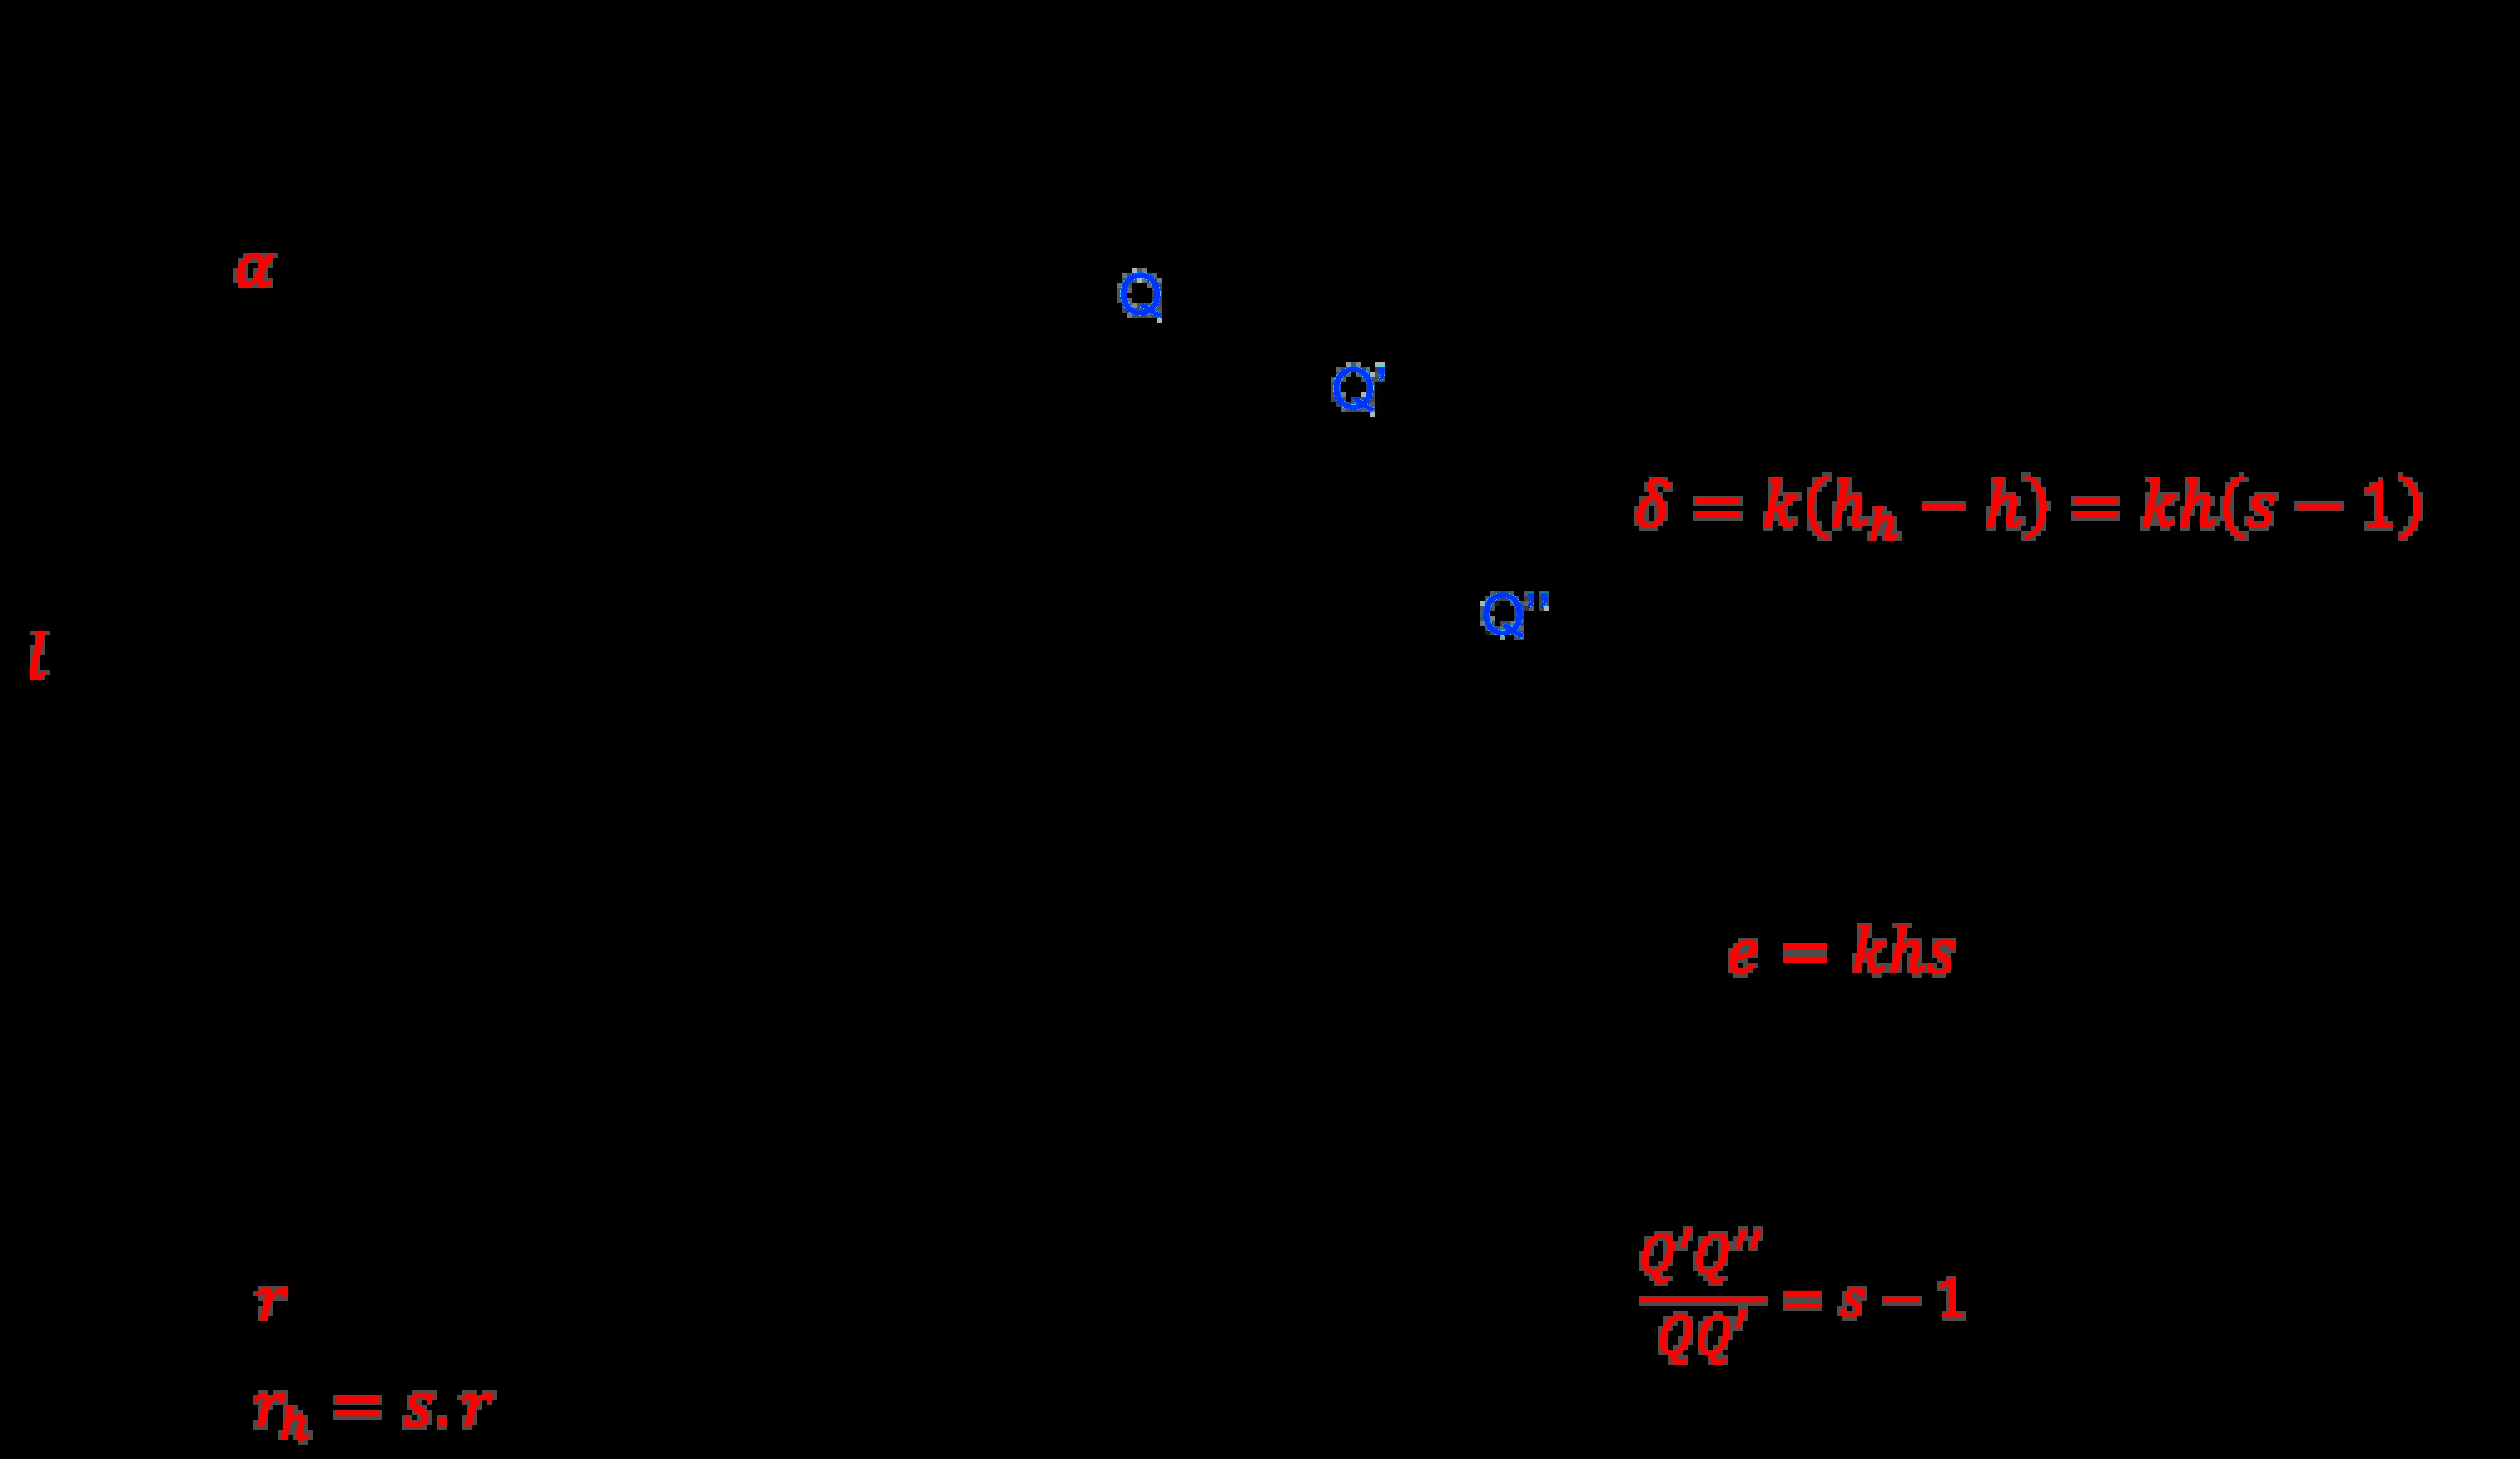 α
Q
Q'
δ = k(hₕ − h) = kh(s − 1)
Q''
l
e = khs
Q′Q″/QQ′ = s − 1
r
rₕ = s.r